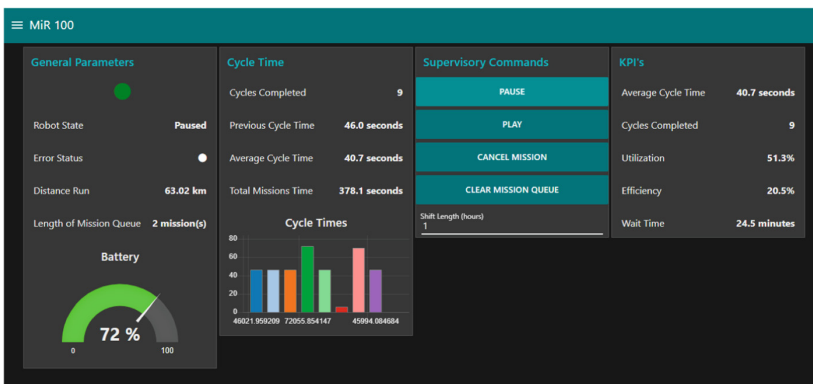 MiR 100
General Parameters
Robot State Paused
Error Status
Distance Run 63.02 km
Length of Mission Queue 2 mission(s)
Battery
72 %
0 100
Cycle Time
Cycles Completed 9
Previous Cycle Time 46.0 seconds
Average Cycle Time 40.7 seconds
Total Missions Time 378.1 seconds
Cycle Times
80
60
40
20
0
46021.959209 72055.854147 45994.084684
Supervisory Commands
PAUSE
PLAY
CANCEL MISSION
CLEAR MISSION QUEUE
Shift Length (hours)
1
KPI's
Average Cycle Time 40.7 seconds
Cycles Completed 9
Utilization 51.3%
Efficiency 20.5%
Wait Time 24.5 minutes